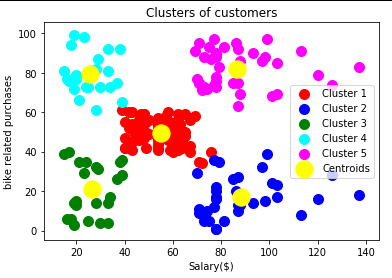 Clusters of customers
bike related purchases
100
80
60
40
20
0
Cluster 1
Cluster 2
Cluster 3
Cluster 4
Cluster 5
Centroids
20 40 60 80 100 120 140
Salary($)